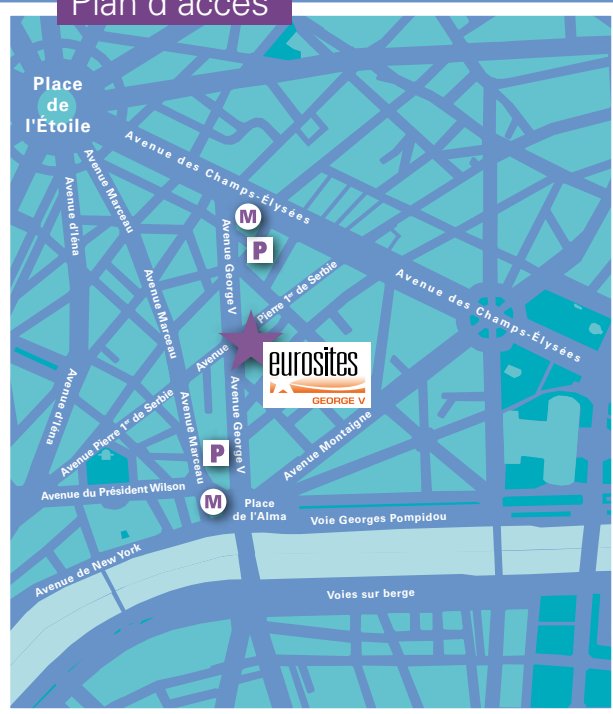 Plan d'accès
Place
de
l'Étoile
Avenue des Champs-Élysées
Avenue Marceau
Avenue d'Iéna
M
P
Avenue George V
Pierre 1er de Serbie
Avenue des Champs-Élysées
Avenue Marceau
Avenue
eurosites
GEORGE V
Avenue d'Iéna
Avenue Pierre 1er de Serbie
Avenue Marceau
Avenue George V
Avenue Montaigne
P
Avenue du Président Wilson
M
Place
de l'Alma
Voie Georges Pompidou
Avenue de New York
Voies sur berge